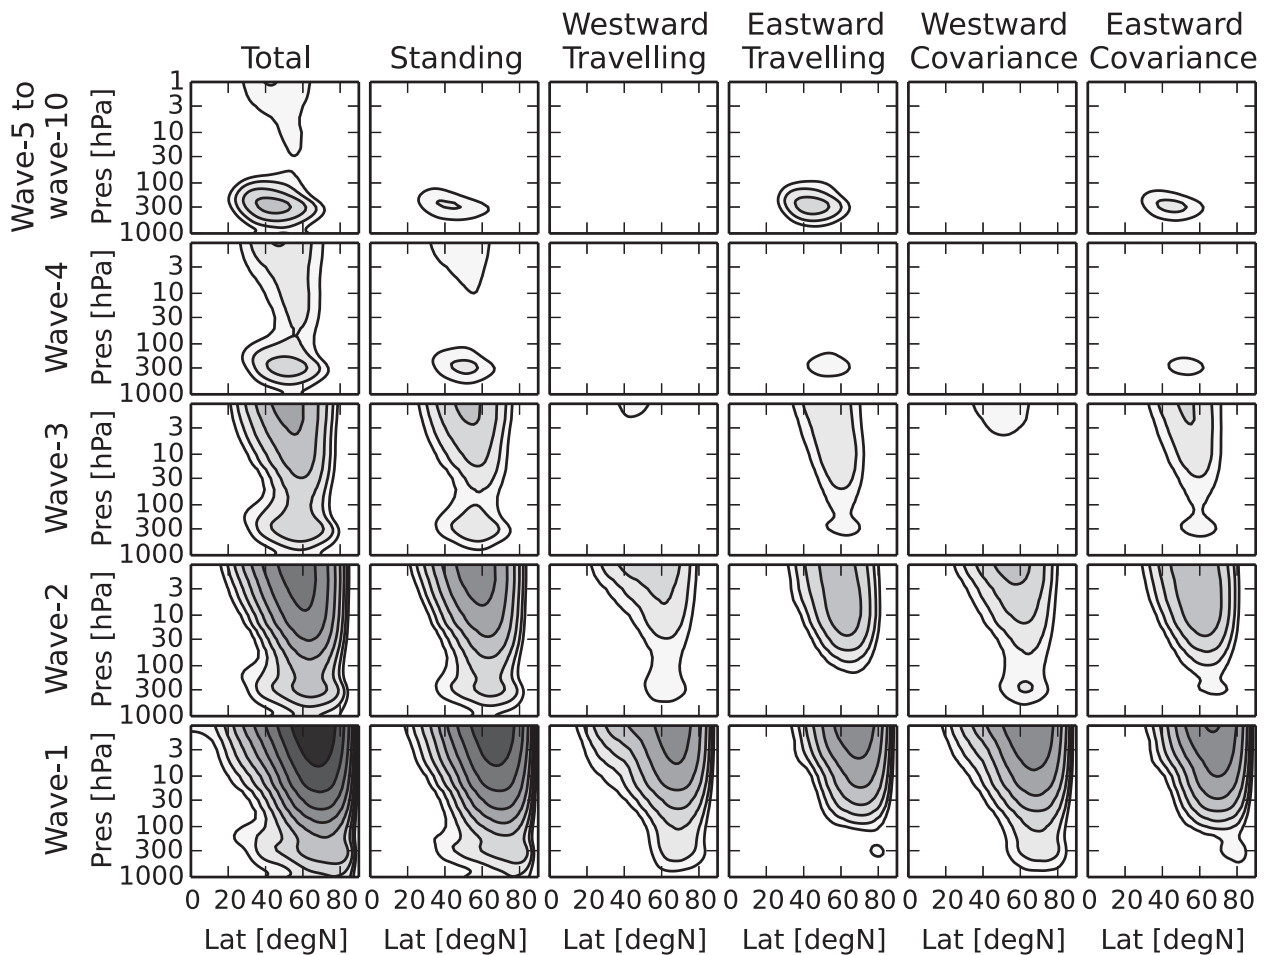 Total
Standing
Westward
Travelling
Eastward
Travelling
Westward
Covariance
Eastward
Covariance
Wave-5 to
wave-10
Pres [hPa]
1
3
10
30
100
300
1000
Wave-4
Pres [hPa]
3
10
30
100
300
1000
Wave-3
Pres [hPa]
3
10
30
100
300
1000
Wave-2
Pres [hPa]
3
10
30
100
300
1000
Wave-1
Pres [hPa]
3
10
30
100
300
1000
0 20 40 60 80 0 20 40 60 80 0 20 40 60 80 0 20 40 60 80 0 20 40 60 80 0 20 40 60 80
Lat [degN] Lat [degN] Lat [degN] Lat [degN] Lat [degN] Lat [degN]